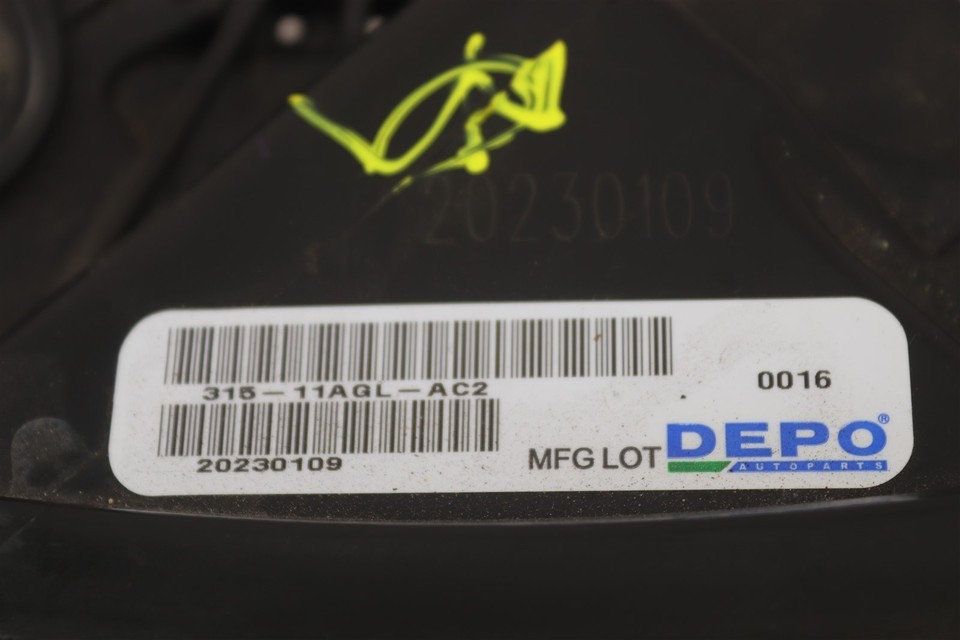 20230109
315-11AGL-AC2
0016
20230109
MFG LOT
DEPO®
AUTOPARTS